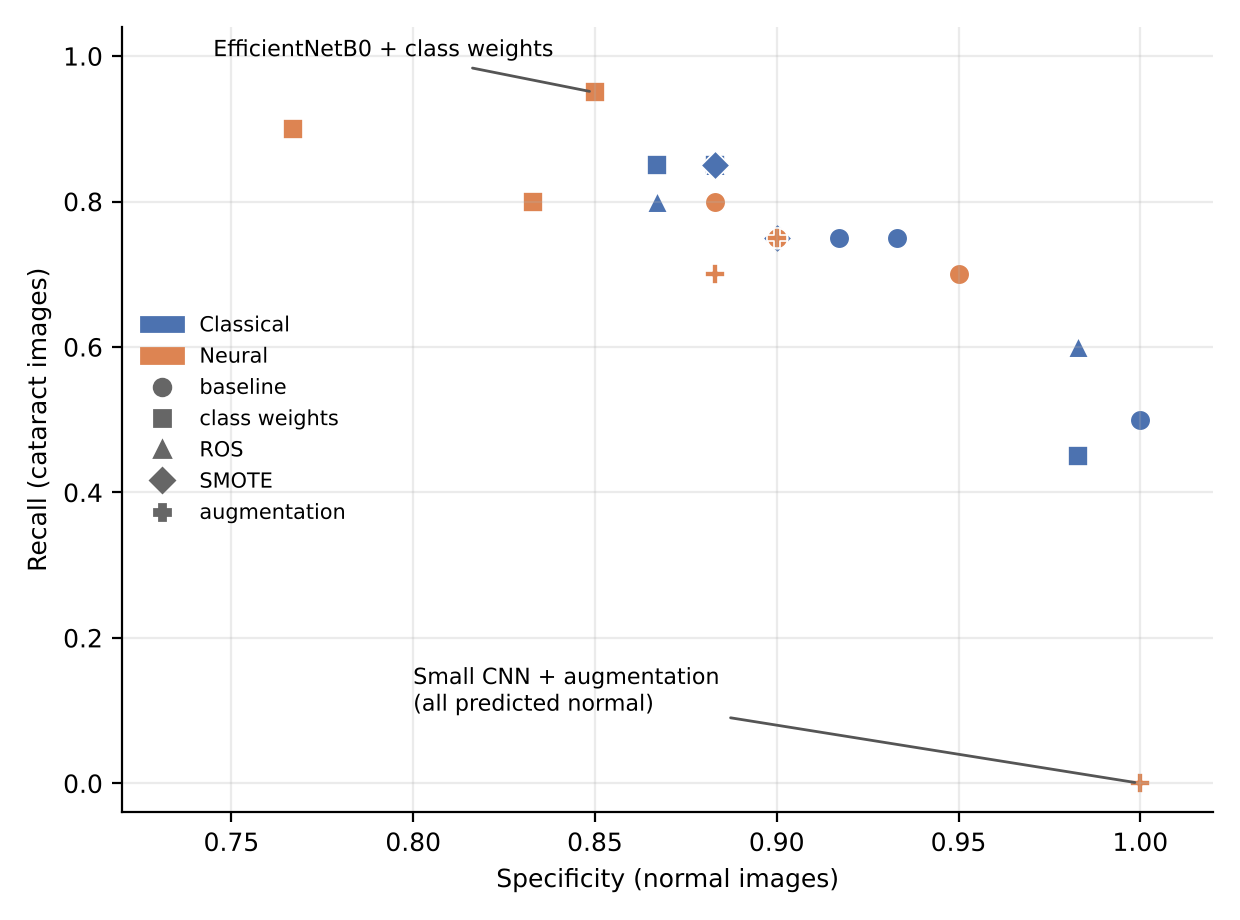 EfficientNetB0 + class weights
1.0
0.8
0.6
0.4
0.2
0.0
Recall (cataract images)
Classical
Neural
baseline
class weights
ROS
SMOTE
augmentation
Small CNN + augmentation
(all predicted normal)
0.75
0.80
0.85
0.90
0.95
1.00
Specificity (normal images)